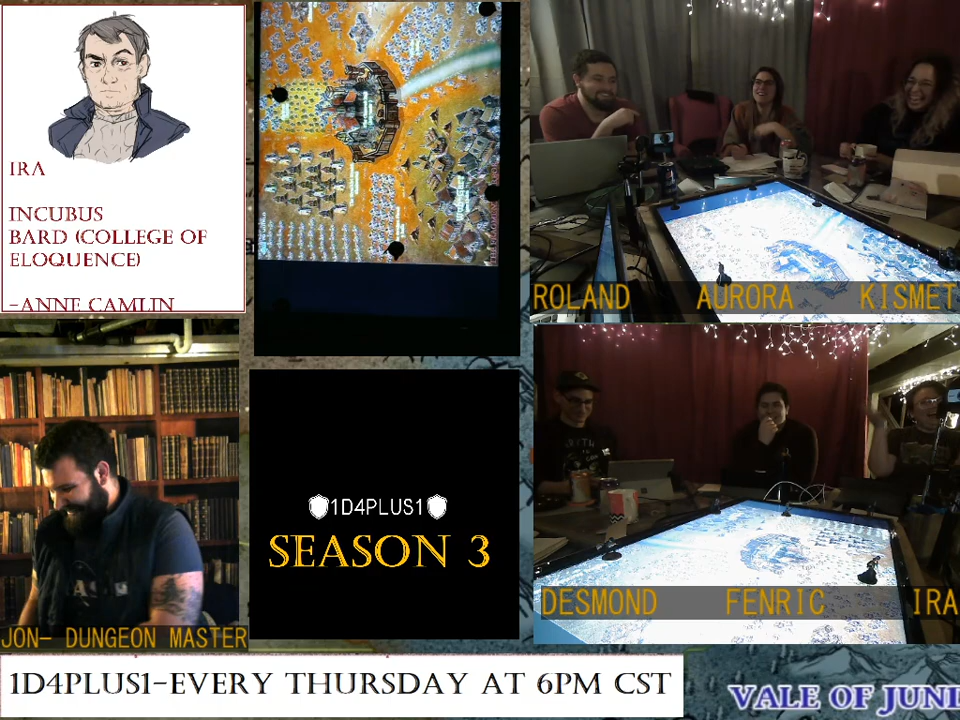 IRA
INCUBUS
BARD (COLLEGE OF
ELOQUENCE)
-ANNE CAMLIN
ROLAND AURORA KISMET
1D4PLUS1
SEASON 3
DESMOND FENRIC IRA
JON- DUNGEON MASTER
1D4PLUS1-EVERY THURSDAY AT 6PM CST
VALE OF JUNE